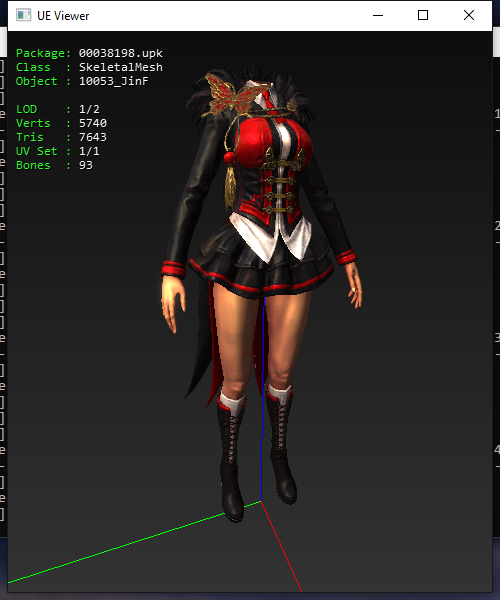 UE Viewer
Package: 00038198.upk
Class : SkeletalMesh
Object : 10053_JinF
LOD : 1/2
Verts : 5740
Tris : 7643
UV Set : 1/1
Bones : 93